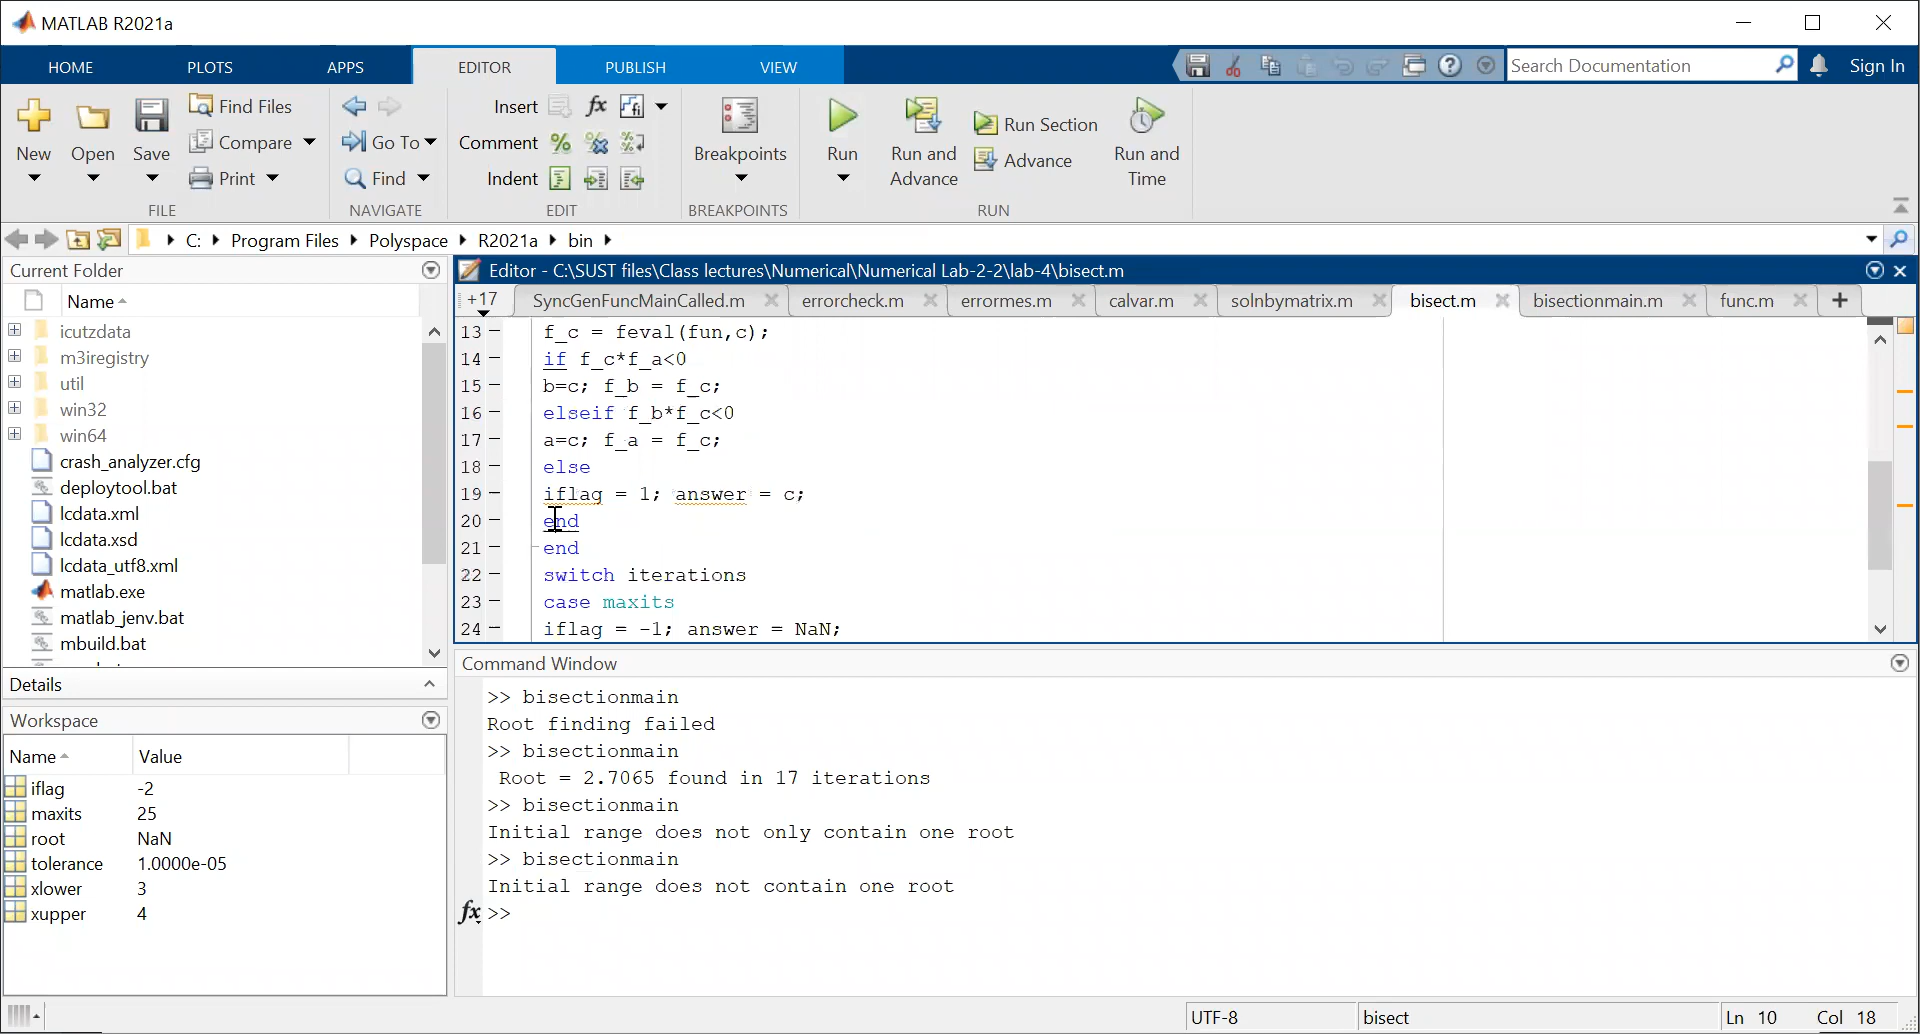 MATLAB R2021a
HOME PLOTS APPS EDITOR PUBLISH VIEW Search Documentation Sign In
New Open Save Find Files Compare Print
FILE
Go To Find
NAVIGATE
Insert fx
Comment
Indent
EDIT
Breakpoints
BREAKPOINTS
Run Run and Advance Run Section Advance Run and Time
RUN
C: Program Files Polyspace R2021a bin
Current Folder
Name
icutzdata
m3iregistry
util
win32
win64
crash_analyzer.cfg
deploytool.bat
lcdata.xml
lcdata.xsd
lcdata_utf8.xml
matlab.exe
matlab_jenv.bat
mbuild.bat
Details
Workspace
Name Value
iflag -2
maxits 25
root NaN
tolerance 1.0000e-05
xlower 3
xupper 4
Editor - C:\SUST files\Class lectures\Numerical\Numerical Lab-2-2\lab-4\bisect.m
+17 SyncGenFuncMainCalled.m errorcheck.m errormes.m calvar.m solnbymatrix.m bisect.m bisectionmain.m func.m
13 – f_c = feval(fun,c);
14 – if f_c*f_a<0
15 – b=c; f_b = f_c;
16 – elseif f_b*f_c<0
17 – a=c; f_a = f_c;
18 – else
19 – iflag = 1; answer = c;
20 – end
21 – end
22 – switch iterations
23 – case maxits
24 – iflag = -1; answer = NaN;
Command Window
>> bisectionmain
Root finding failed
>> bisectionmain
Root = 2.7065 found in 17 iterations
>> bisectionmain
Initial range does not only contain one root
>> bisectionmain
Initial range does not contain one root
fx >>
UTF-8 bisect Ln 10 Col 18